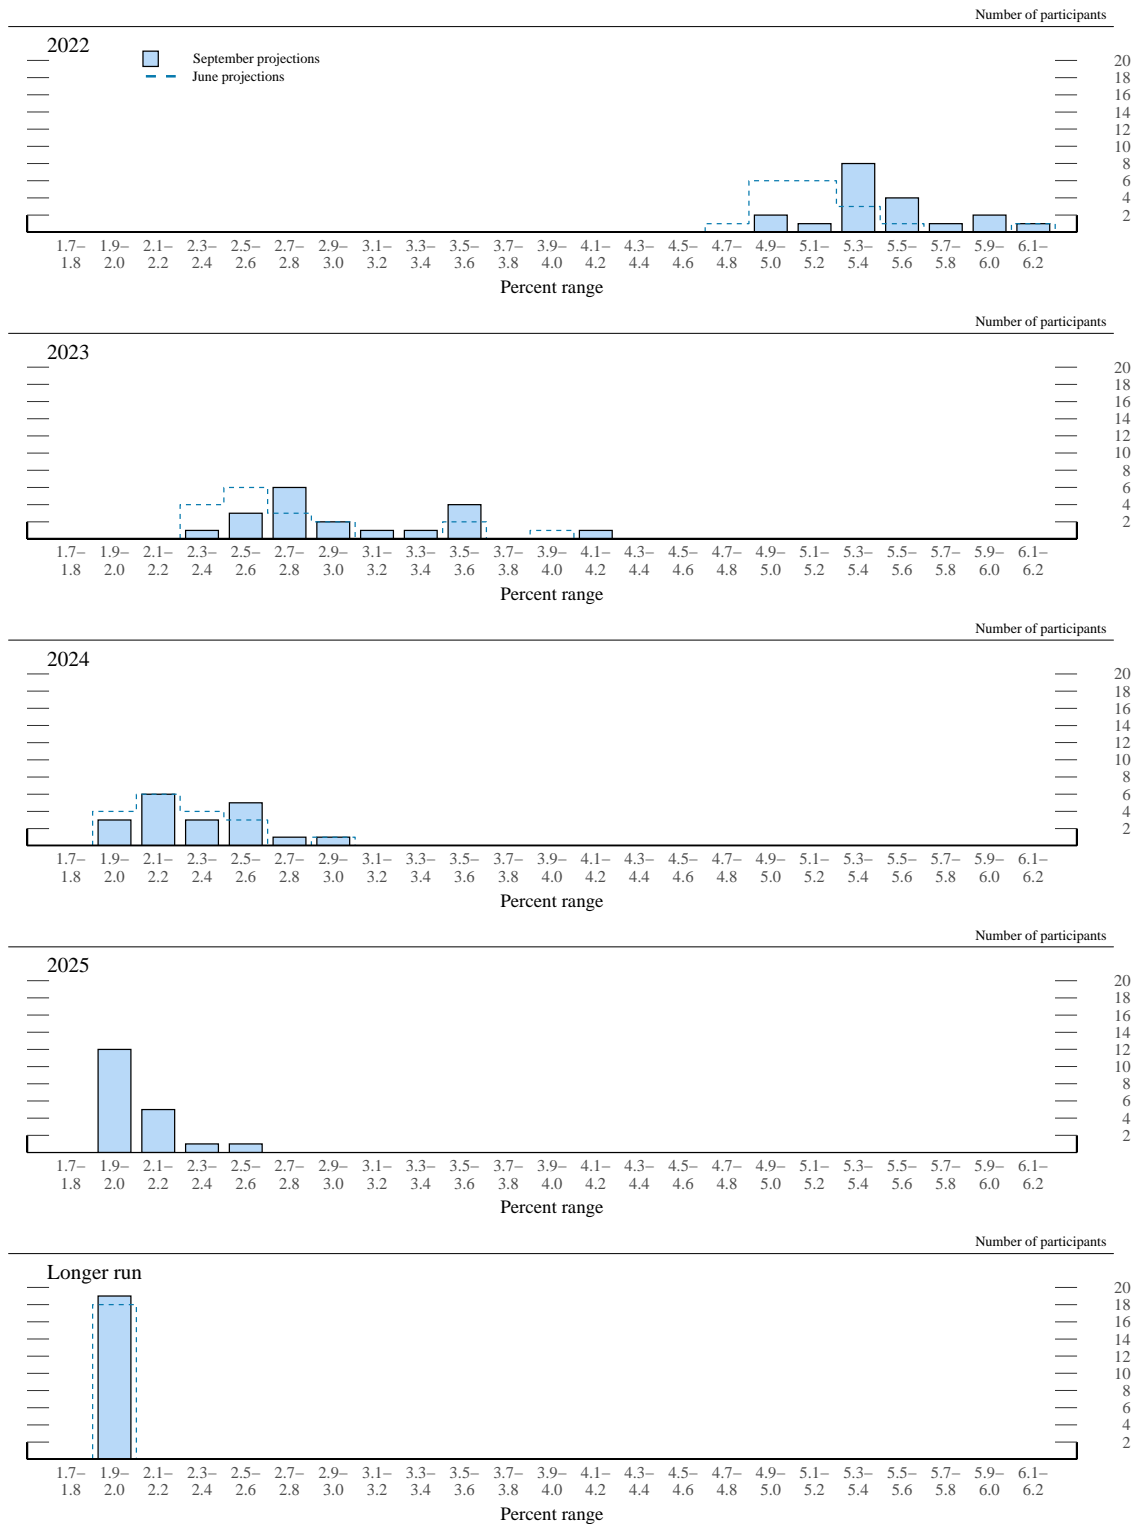 Number of participants
2022
September projections
June projections
20
18
16
14
12
10
8
6
4
2
1.7– 1.9– 2.1– 2.3– 2.5– 2.7– 2.9– 3.1– 3.3– 3.5– 3.7– 3.9– 4.1– 4.3– 4.5– 4.7– 4.9– 5.1– 5.3– 5.5– 5.7– 5.9– 6.1–
1.8 2.0 2.2 2.4 2.6 2.8 3.0 3.2 3.4 3.6 3.8 4.0 4.2 4.4 4.6 4.8 5.0 5.2 5.4 5.6 5.8 6.0 6.2
Percent range
Number of participants
2023
20
18
16
14
12
10
8
6
4
2
1.7– 1.9– 2.1– 2.3– 2.5– 2.7– 2.9– 3.1– 3.3– 3.5– 3.7– 3.9– 4.1– 4.3– 4.5– 4.7– 4.9– 5.1– 5.3– 5.5– 5.7– 5.9– 6.1–
1.8 2.0 2.2 2.4 2.6 2.8 3.0 3.2 3.4 3.6 3.8 4.0 4.2 4.4 4.6 4.8 5.0 5.2 5.4 5.6 5.8 6.0 6.2
Percent range
Number of participants
2024
20
18
16
14
12
10
8
6
4
2
1.7– 1.9– 2.1– 2.3– 2.5– 2.7– 2.9– 3.1– 3.3– 3.5– 3.7– 3.9– 4.1– 4.3– 4.5– 4.7– 4.9– 5.1– 5.3– 5.5– 5.7– 5.9– 6.1–
1.8 2.0 2.2 2.4 2.6 2.8 3.0 3.2 3.4 3.6 3.8 4.0 4.2 4.4 4.6 4.8 5.0 5.2 5.4 5.6 5.8 6.0 6.2
Percent range
Number of participants
2025
20
18
16
14
12
10
8
6
4
2
1.7– 1.9– 2.1– 2.3– 2.5– 2.7– 2.9– 3.1– 3.3– 3.5– 3.7– 3.9– 4.1– 4.3– 4.5– 4.7– 4.9– 5.1– 5.3– 5.5– 5.7– 5.9– 6.1–
1.8 2.0 2.2 2.4 2.6 2.8 3.0 3.2 3.4 3.6 3.8 4.0 4.2 4.4 4.6 4.8 5.0 5.2 5.4 5.6 5.8 6.0 6.2
Percent range
Number of participants
Longer run
20
18
16
14
12
10
8
6
4
2
1.7– 1.9– 2.1– 2.3– 2.5– 2.7– 2.9– 3.1– 3.3– 3.5– 3.7– 3.9– 4.1– 4.3– 4.5– 4.7– 4.9– 5.1– 5.3– 5.5– 5.7– 5.9– 6.1–
1.8 2.0 2.2 2.4 2.6 2.8 3.0 3.2 3.4 3.6 3.8 4.0 4.2 4.4 4.6 4.8 5.0 5.2 5.4 5.6 5.8 6.0 6.2
Percent range